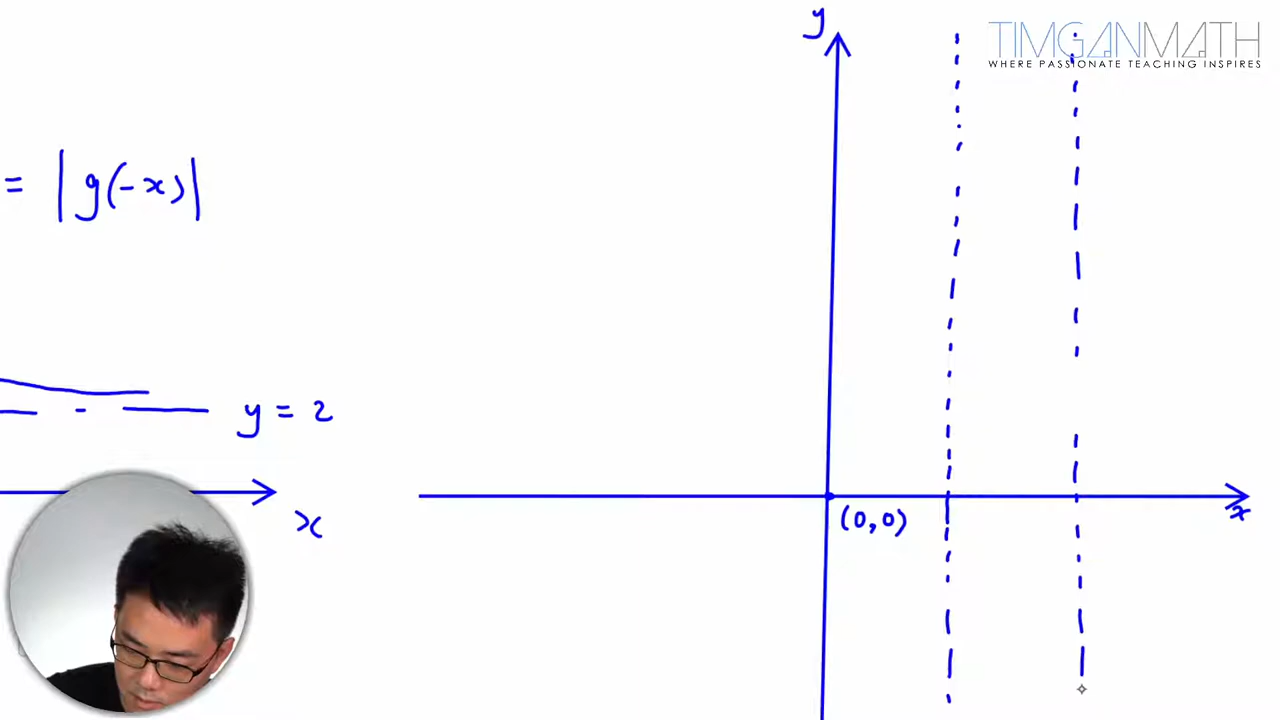 y
TIMGANMATH
WHERE PASSIONATE TEACHING INSPIRES
= |g(-x)|
y = 2
x
(0,0)
x